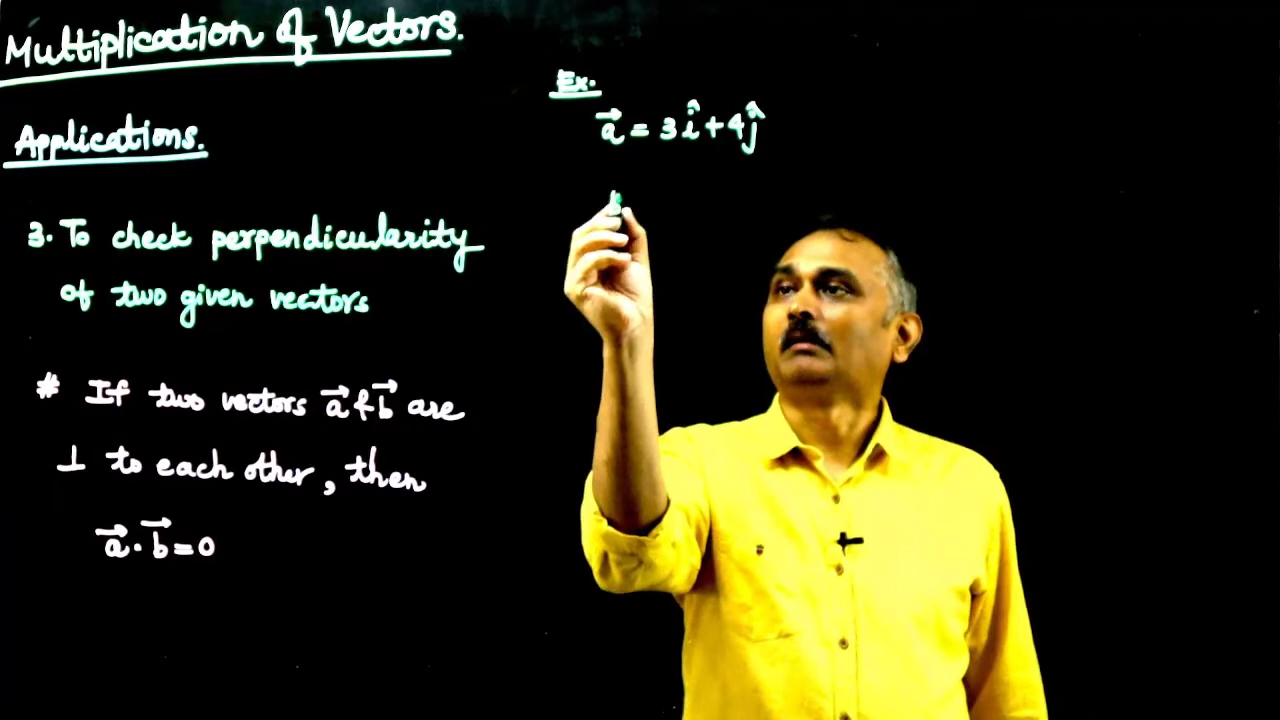 Multiplication of Vectors.
Applications.
3. To check perpendicularity
of two given vectors
# If two vectors a⃗ & b⃗ are
⊥ to each other, then
a⃗ . b⃗ = 0
Ex.
a⃗ = 3î + 4ĵ